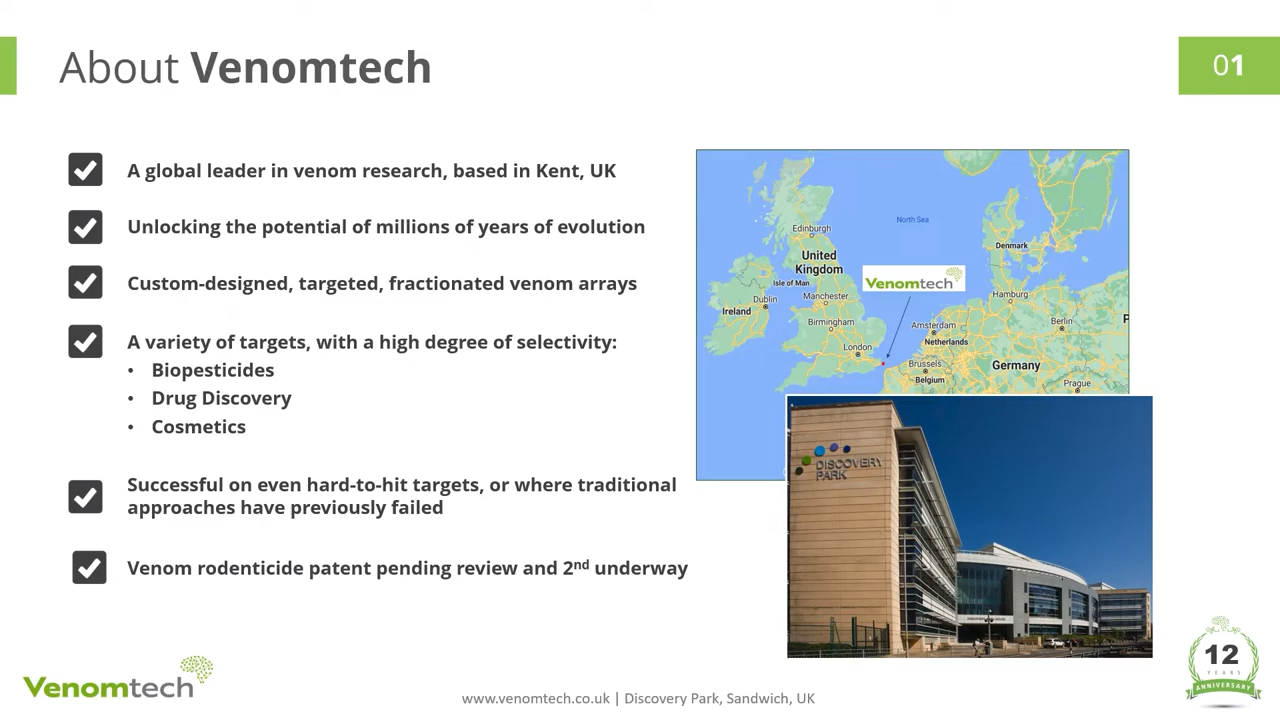 About Venomtech
01
A global leader in venom research, based in Kent, UK
Unlocking the potential of millions of years of evolution
Custom-designed, targeted, fractionated venom arrays
A variety of targets, with a high degree of selectivity:
• Biopesticides
• Drug Discovery
• Cosmetics
Successful on even hard-to-hit targets, or where traditional
approaches have previously failed
Venom rodenticide patent pending review and 2nd underway
North Sea
Edinburgh
United
Kingdom
Isle of Man
Dublin
Ireland
Manchester
Birmingham
London
Venomtech
Denmark
Hamburg
Amsterdam
Netherlands
Berlin
Brussels
Belgium
Germany
Prague
P
DISCOVERY
PARK
Venomtech
www.venomtech.co.uk | Discovery Park, Sandwich, UK
12
YEARS
ANNIVERSARY